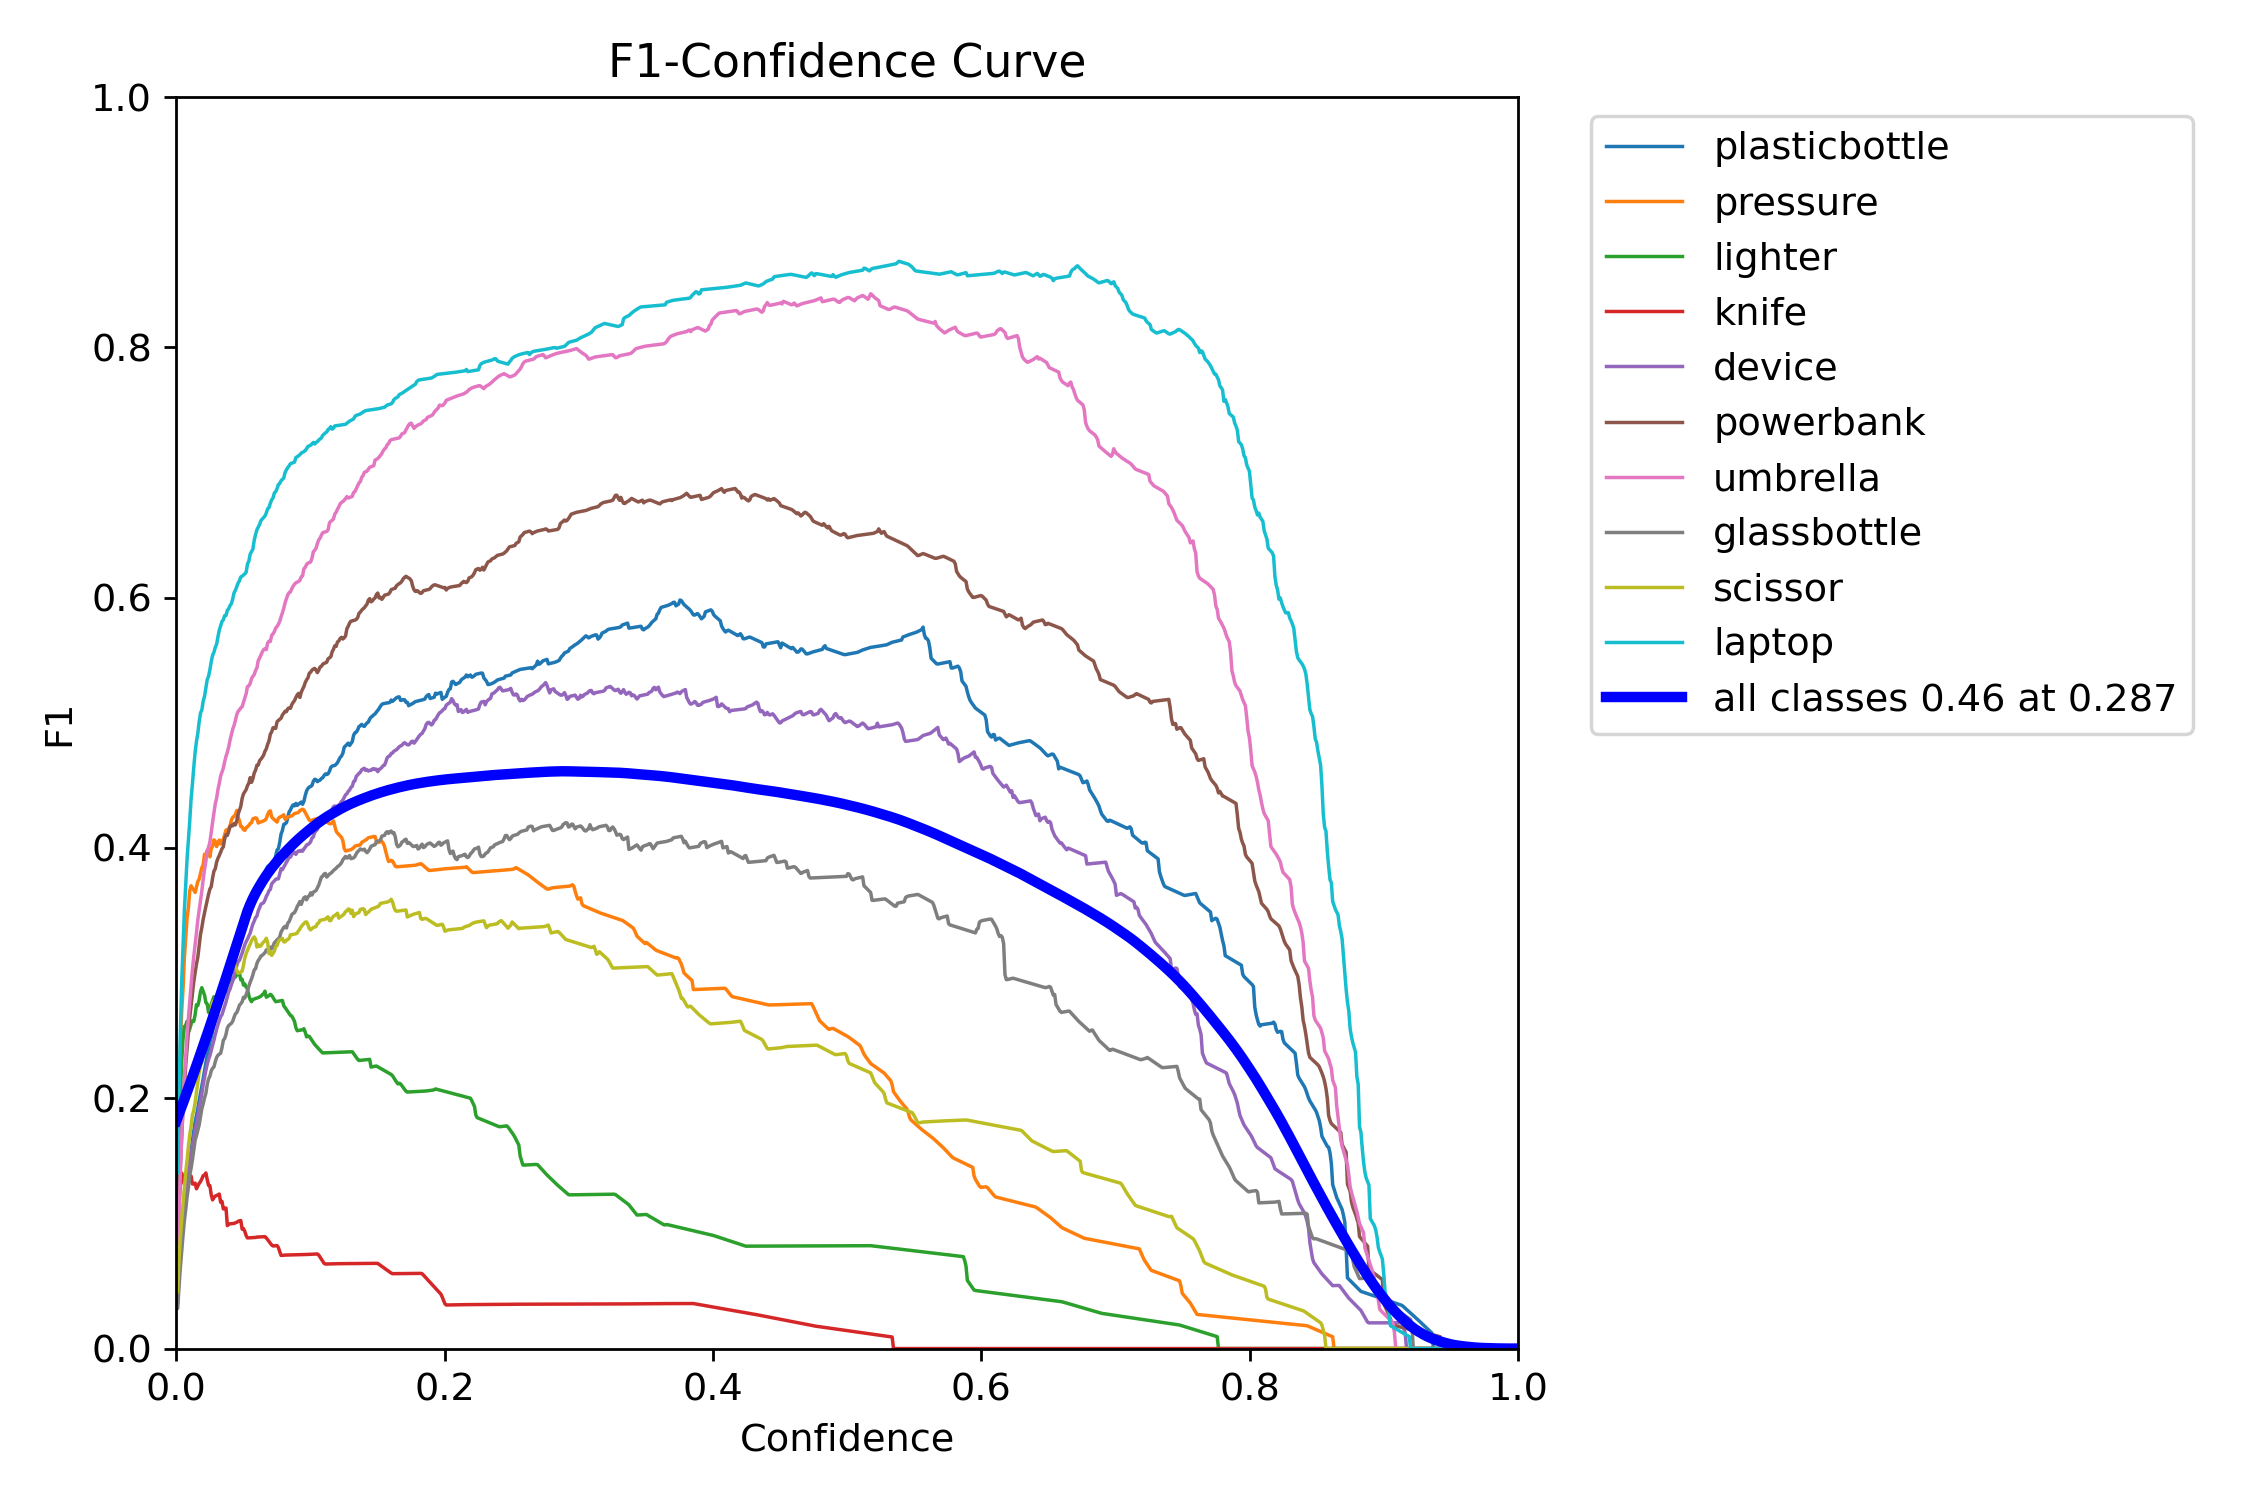 F1-Confidence Curve
1.0
0.8
0.6
0.4
0.2
0.0
F1
0.0 0.2 0.4 0.6 0.8 1.0
Confidence
plasticbottle
pressure
lighter
knife
device
powerbank
umbrella
glassbottle
scissor
laptop
all classes 0.46 at 0.287